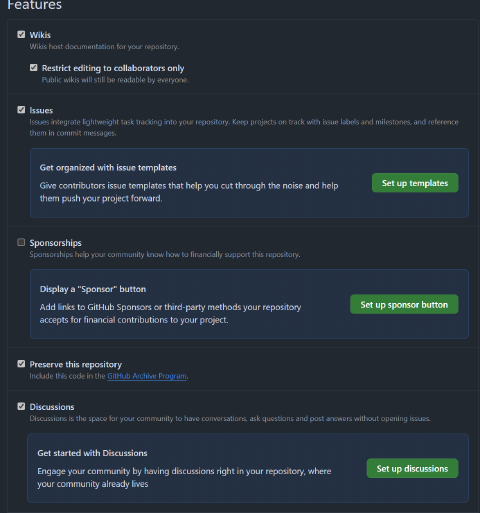 Features
Wikis
Wikis host documentation for your repository.
Restrict editing to collaborators only
Public wikis will still be readable by everyone.
Issues
Issues integrate lightweight task tracking into your repository. Keep projects on track with issue labels and milestones, and reference
them in commit messages.
Get organized with issue templates
Give contributors issue templates that help you cut through the noise and help
them push your project forward.
Set up templates
Sponsorships
Sponsorships help your community know how to financially support this repository.
Display a "Sponsor" button
Add links to GitHub Sponsors or third-party methods your repository
accepts for financial contributions to your project.
Set up sponsor button
Preserve this repository
Include this code in the GitHub Archive Program.
Discussions
Discussions is the space for your community to have conversations, ask questions and post answers without opening issues.
Get started with Discussions
Engage your community by having discussions right in your repository, where
your community already lives
Set up discussions